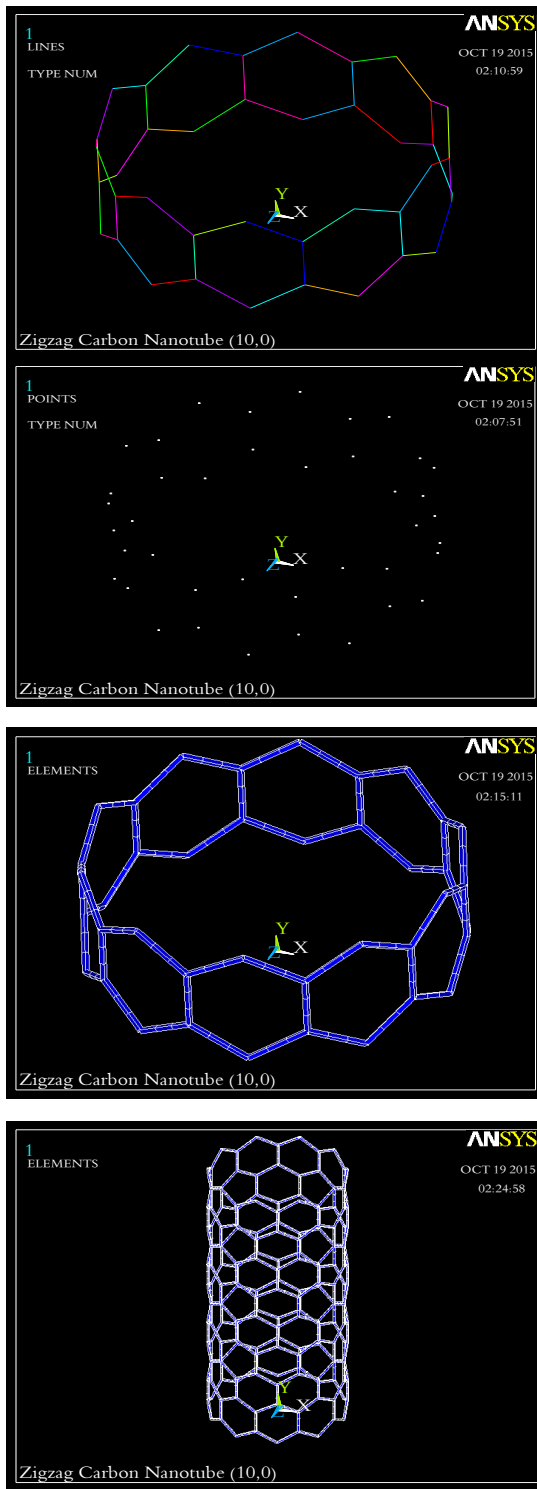 1
ANSYS
LINES
OCT 19 2015
02:10:59
TYPE NUM
Y
Z X
Zigzag Carbon Nanotube (10,0)
1
ANSYS
POINTS
OCT 19 2015
02:07:51
TYPE NUM
Y
Z X
Zigzag Carbon Nanotube (10,0)
1
ANSYS
ELEMENTS
OCT 19 2015
02:15:11
Y
Z X
Zigzag Carbon Nanotube (10,0)
1
ANSYS
ELEMENTS
OCT 19 2015
02:24:58
Y
Z X
Zigzag Carbon Nanotube (10,0)